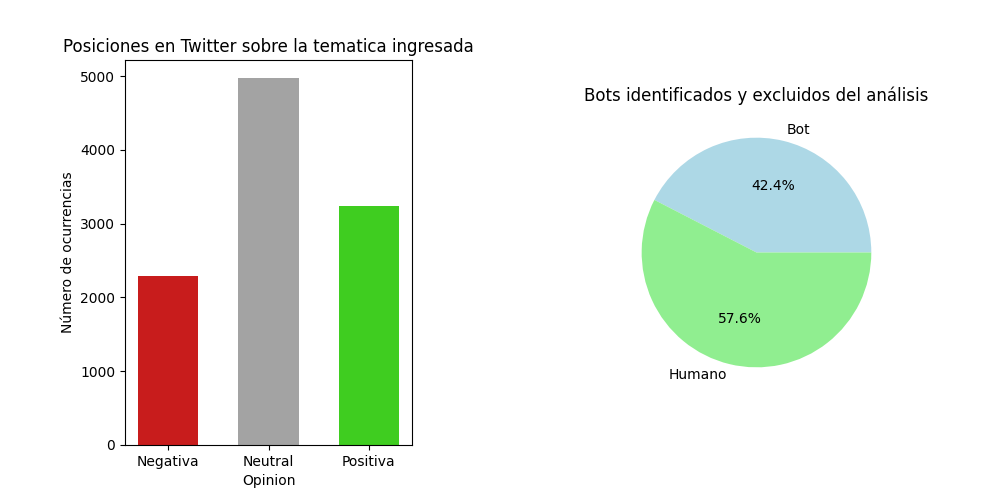 Posiciones en Twitter sobre la tematica ingresada
Número de ocurrencias
5000
4000
3000
2000
1000
0
Negativa
Neutral
Positiva
Opinion
Bots identificados y excluidos del análisis
Bot
42.4%
57.6%
Humano